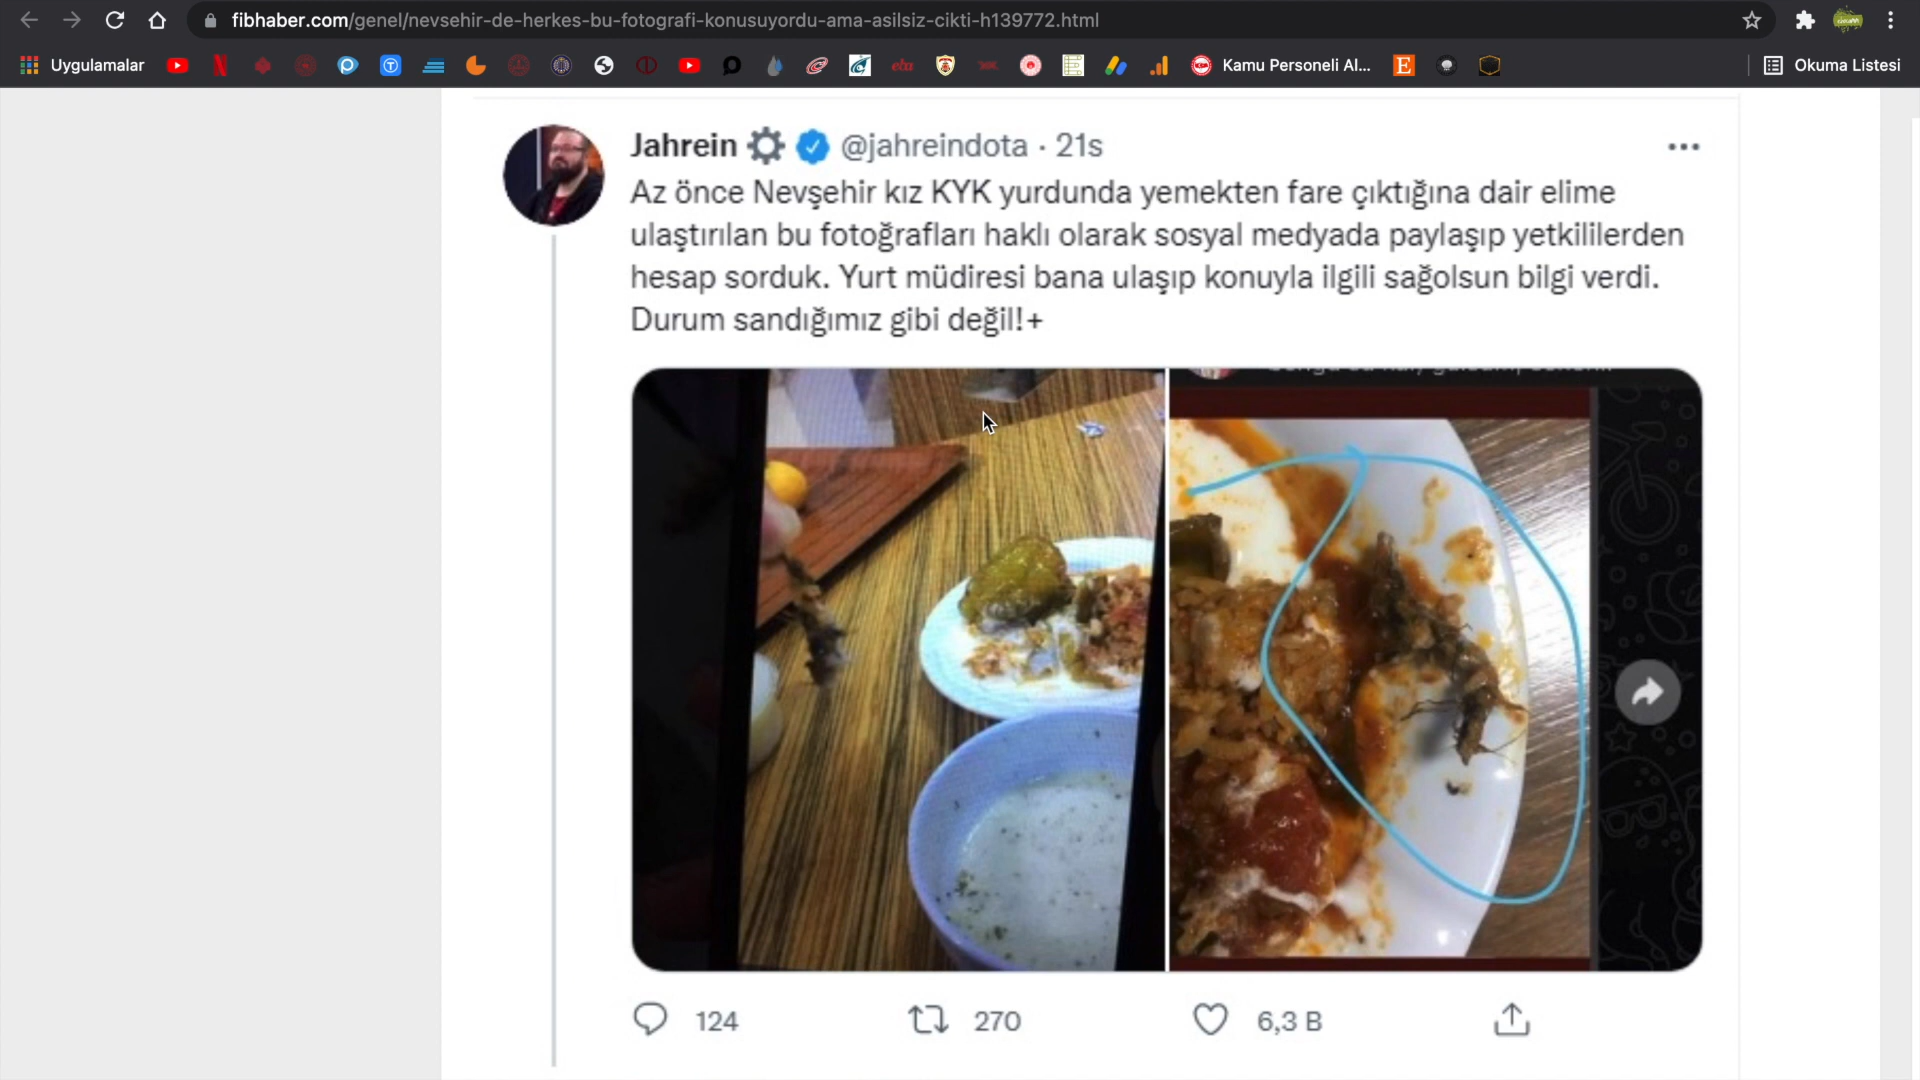 fibhaber.com/genel/nevsehir-de-herkes-bu-fotografi-konusuyordu-ama-asilsiz-cikti-h139772.html
Uygulamalar
Kamu Personeli Al...
Okuma Listesi
Jahrein @jahreindota · 21s
Az önce Nevşehir kız KYK yurdunda yemekten fare çıktığına dair elime
ulaştırılan bu fotoğrafları haklı olarak sosyal medyada paylaşıp yetkililerden
hesap sorduk. Yurt müdiresi bana ulaşıp konuyla ilgili sağolsun bilgi verdi.
Durum sandığımız gibi değil!+
124
270
6,3 B